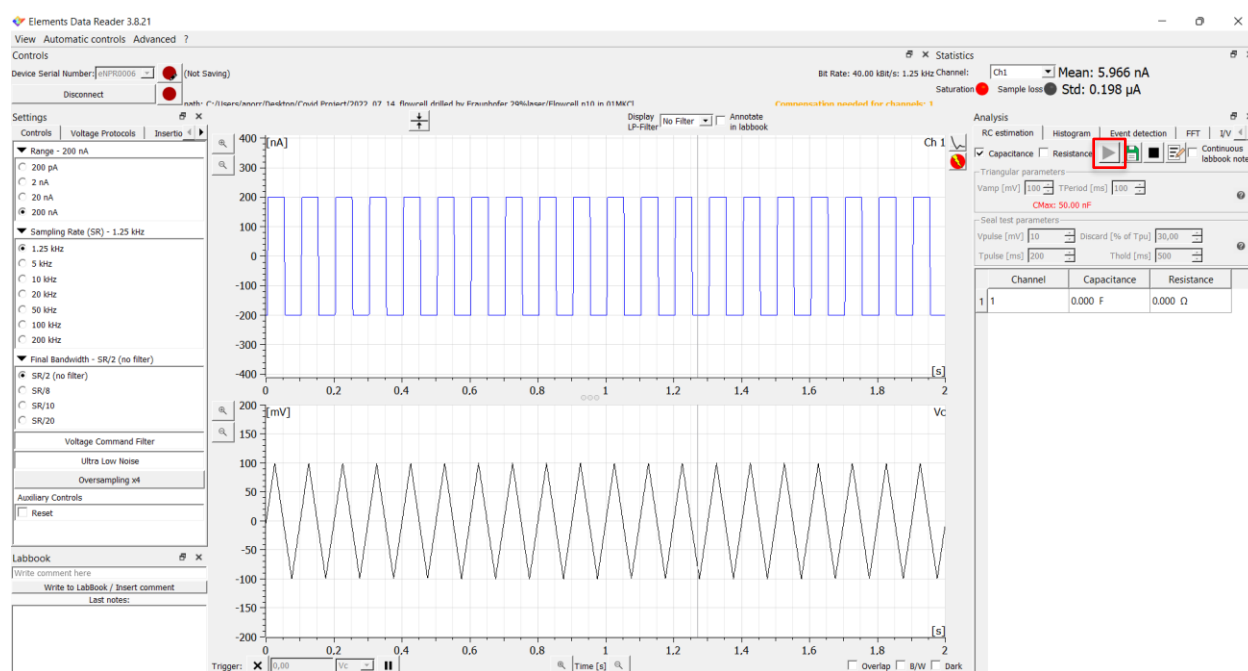 Elements Data Reader 3.8.21
View Automatic controls Advanced ?
Controls
Device Serial Number: eNPR0006 (Not Saving)
Bit Rate: 40.00 kBit/s: 1.25 kHz
Disconnect
path: C:/Users/
Compensation needed for channels: 1
Statistics
Channel: Ch1 Mean: 5.966 nA
Saturation Sample loss Std: 0.198 µA
Settings
Controls Voltage Protocols Insertio
Range - 200 nA
200 pA
2 nA
20 nA
200 nA
Sampling Rate (SR) - 1.25 kHz
1.25 kHz
5 kHz
10 kHz
20 kHz
50 kHz
100 kHz
200 kHz
Final Bandwidth - SR/2 (no filter)
SR/2 (no filter)
SR/8
SR/10
SR/20
Voltage Command Filter
Ultra Low Noise
Oversampling x4
Auxiliary Controls
Reset
Labbook
Write comment here
Write to LabBook / Insert comment
Last notes:
Display
LP-Filter No Filter
Annotate
in labbook
[nA]
Ch 1
400
300
200
100
0
-100
-200
-300
-400
[s]
0 0,2 0,4 0,6 0,8 1 1,2 1,4 1,6 1,8 2
[mV]
Vc
200
150
100
50
0
-50
-100
-150
-200
[s]
0 0,2 0,4 0,6 0,8 1 1,2 1,4 1,6 1,8 2
Trigger: 0,00 Vc Time [s] Overlap B/W Dark
Analysis
RC estimation Histogram Event detection FFT I/V
Capacitance Resistance Continuous
labbook note
Triangular parameters
Vamp [mV] 100 TPeriod [ms] 100
CMax: 50.00 nF
Seal test parameters
Vpulse [mV] 10 Discard [% of Tpu] 30,00
Tpulse [ms] 200 Thold [ms] 500
Channel Capacitance Resistance
1 1 0.000 F 0.000 Ω